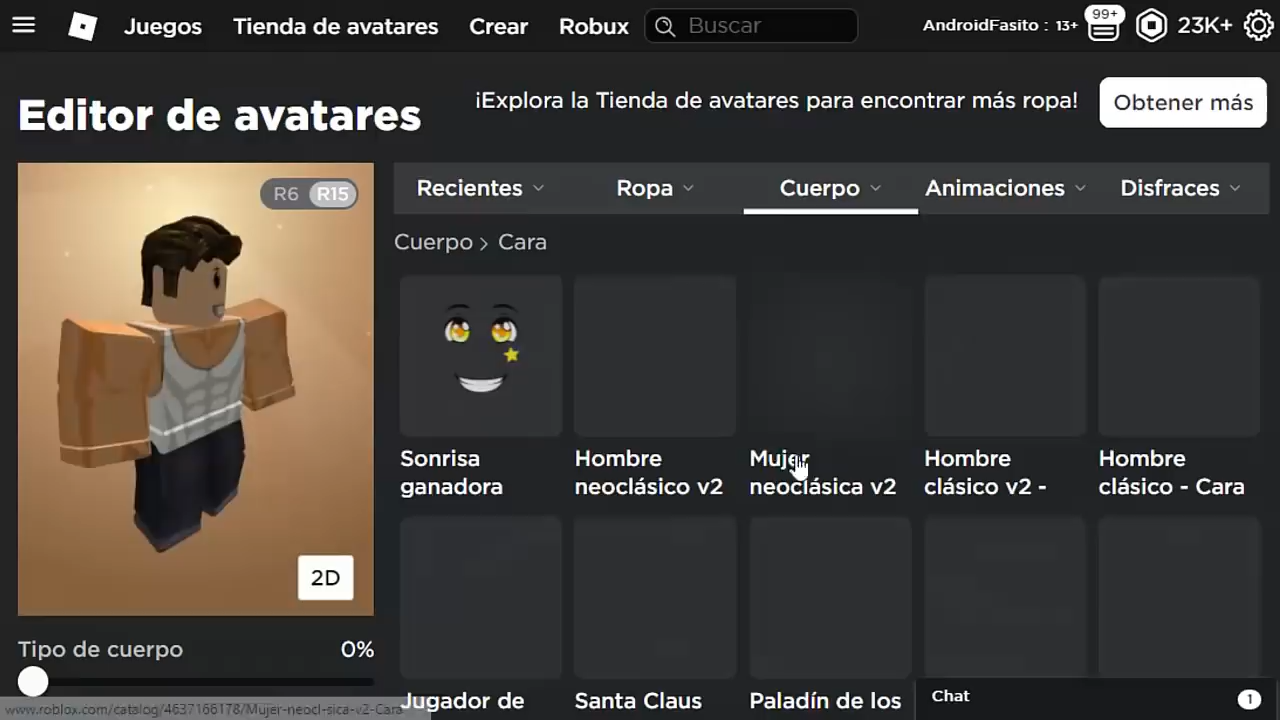 Juegos Tienda de avatares Crear Robux Buscar AndroidFasito : 13+ 99+ 23K+
Editor de avatares
¡Explora la Tienda de avatares para encontrar más ropa! Obtener más
R6 R15
2D
Tipo de cuerpo 0%
Recientes Ropa Cuerpo Animaciones Disfraces
Cuerpo > Cara
Sonrisa
ganadora
Hombre
neoclásico v2
Mujer
neoclásica v2
Hombre
clásico v2 -
Hombre
clásico - Cara
Jugador de
Santa Claus
Paladín de los
Chat 1
www.roblox.com/catalog/4637166178/Mujer-neocl-sica-v2-Cara